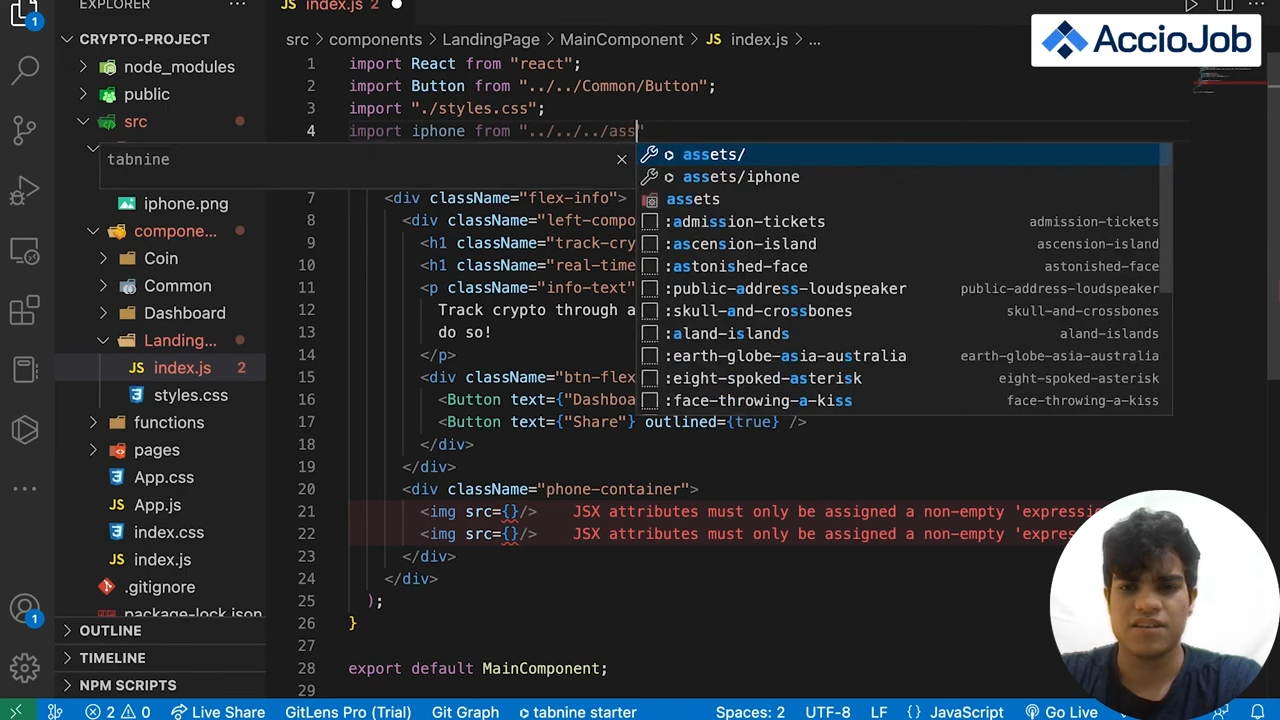 EXPLORER
JS index.js 2
CRYPTO-PROJECT
src > components > LandingPage > MainComponent > JS index.js > ...
AccioJob
node_modules
public
src
iphone.png
compone...
Coin
Common
Dashboard
Landing...
JS index.js 2
styles.css
functions
pages
App.css
JS App.js
index.css
JS index.js
.gitignore
package-lock.json
OUTLINE
TIMELINE
NPM SCRIPTS
1 import React from "react";
2 import Button from "../../Common/Button";
3 import "./styles.css";
4 import iphone from "../../../ass"
tabnine
assets/
assets/iphone
assets
:admission-tickets admission-tickets
:ascension-island ascension-island
:astonished-face astonished-face
:public-address-loudspeaker public-address-loudspeaker
:skull-and-crossbones skull-and-crossbones
:aland-islands aland-islands
:earth-globe-asia-australia earth-globe-asia-australia
:eight-spoked-asterisk eight-spoked-asterisk
:face-throwing-a-kiss face-throwing-a-kiss
7 <div className="flex-info">
8 <div className="left-compo
9 <h1 className="track-cry
10 <h1 className="real-time
11 <p className="info-text"
12 Track crypto through a
13 do so!
14 </p>
15 <div className="btn-flex
16 <Button text={"Dashboa
17 <Button text={"Share"} outlined={true} />
18 </div>
19 </div>
20 <div className="phone-container">
21 <img src={}/> JSX attributes must only be assigned a non-empty 'expressio
22 <img src={}/> JSX attributes must only be assigned a non-empty 'expres
23 </div>
24 </div>
25 );
26 }
27
28 export default MainComponent;
29
1
1
2 0 Live Share GitLens Pro (Trial) Git Graph tabnine starter Spaces: 2 UTF-8 LF {} JavaScript Go Live